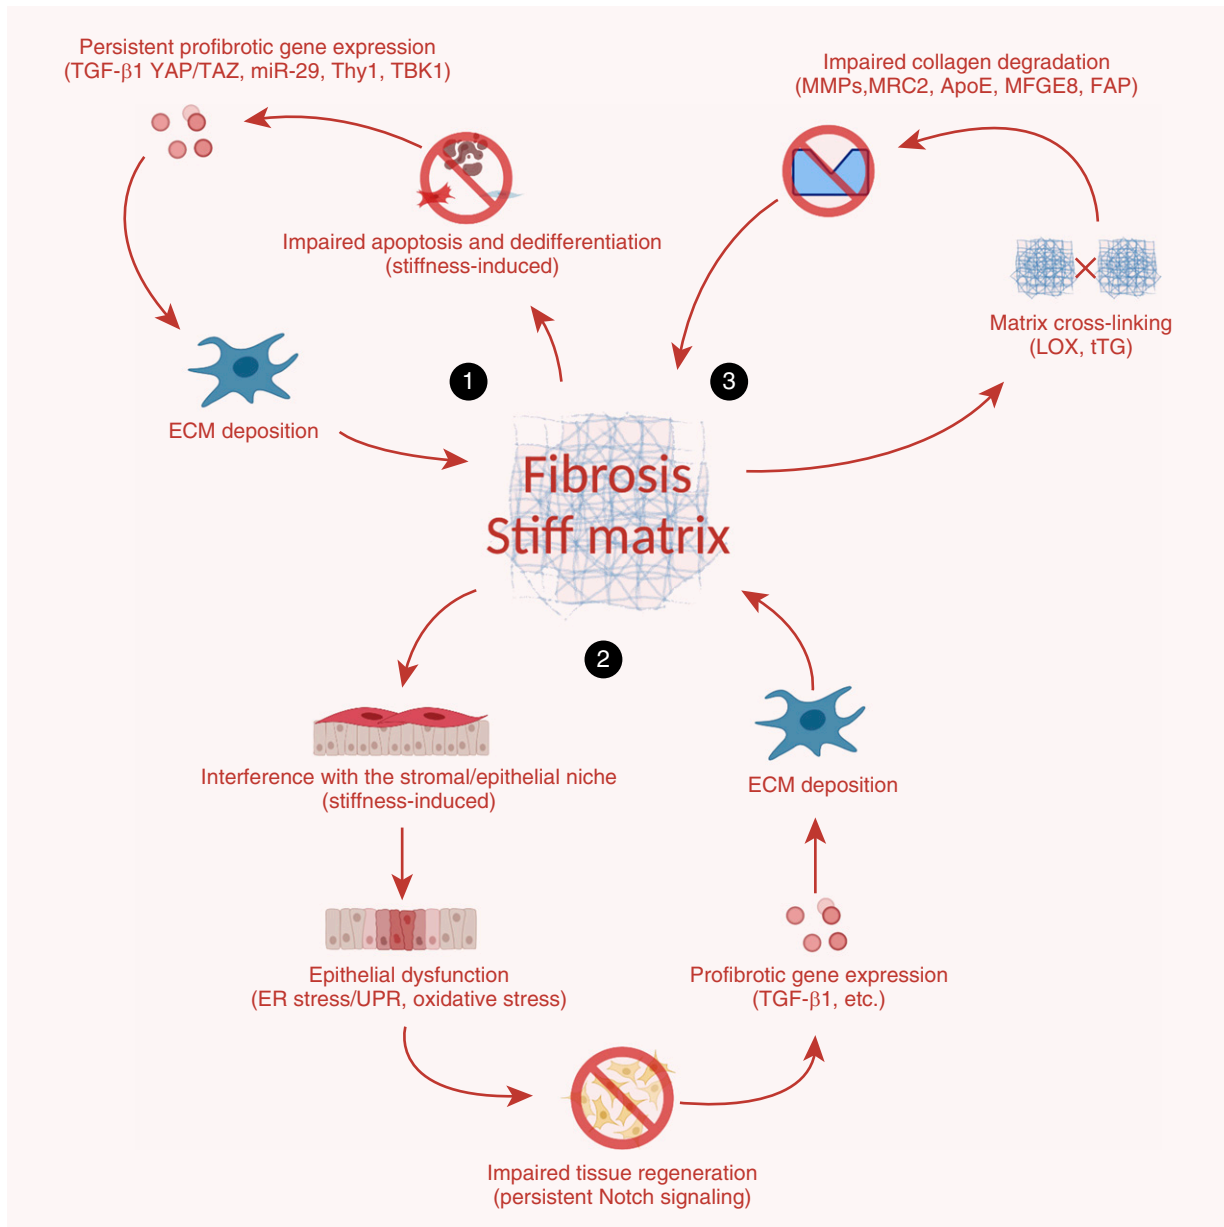 Persistent profibrotic gene expression
(TGF-β1 YAP/TAZ, miR-29, Thy1, TBK1)
Impaired collagen degradation
(MMPs,MRC2, ApoE, MFGE8, FAP)
Impaired apoptosis and dedifferentiation
(stiffness-induced)
Matrix cross-linking
(LOX, tTG)
1
3
ECM deposition
Fibrosis
Stiff matrix
2
Interference with the stromal/epithelial niche
(stiffness-induced)
ECM deposition
Epithelial dysfunction
(ER stress/UPR, oxidative stress)
Profibrotic gene expression
(TGF-β1, etc.)
Impaired tissue regeneration
(persistent Notch signaling)